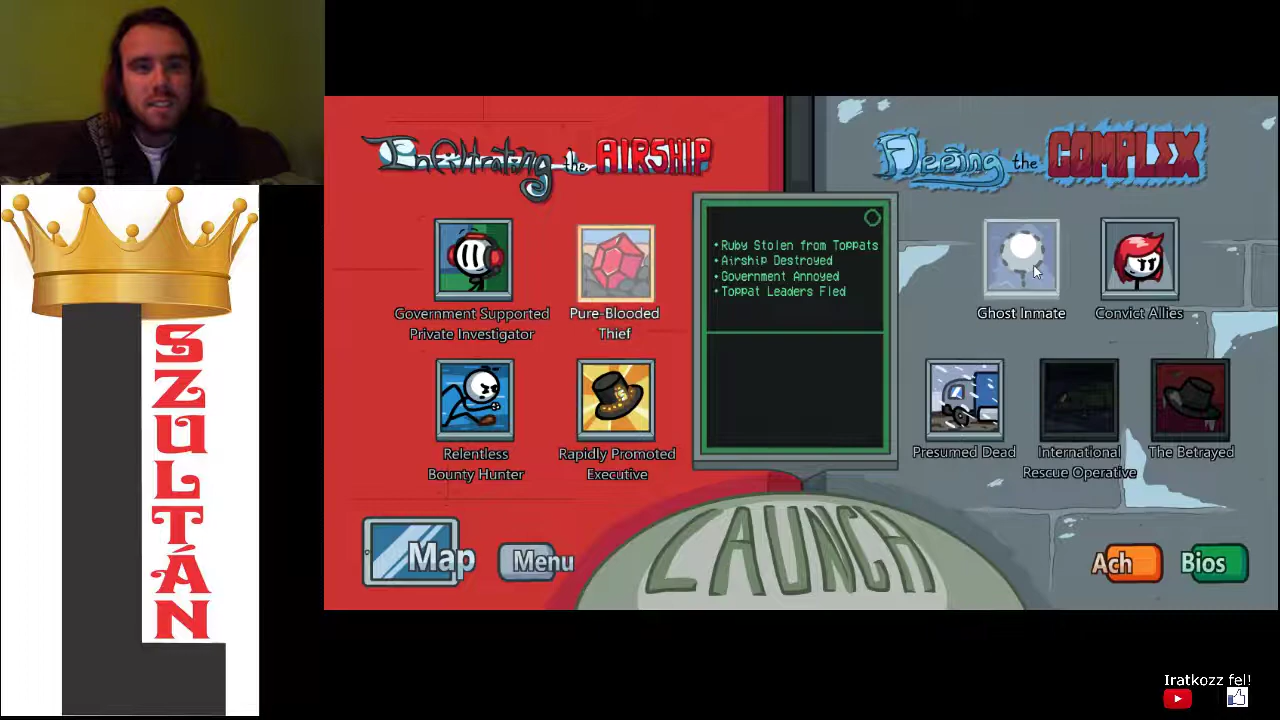 Infiltrating the AIRSHIP
Fleeing the COMPLEX
• Ruby Stolen from Toppats
• Airship Destroyed
• Government Annoyed
• Toppat Leaders Fled
Government Supported
Private Investigator
Pure-Blooded
Thief
Ghost Inmate
Convict Allies
Relentless
Bounty Hunter
Rapidly Promoted
Executive
Presumed Dead
International
Rescue Operative
The Betrayed
LAUNCH
Map
Menu
Ach
Bios
L
SZULTÁN
Iratkozz fel!